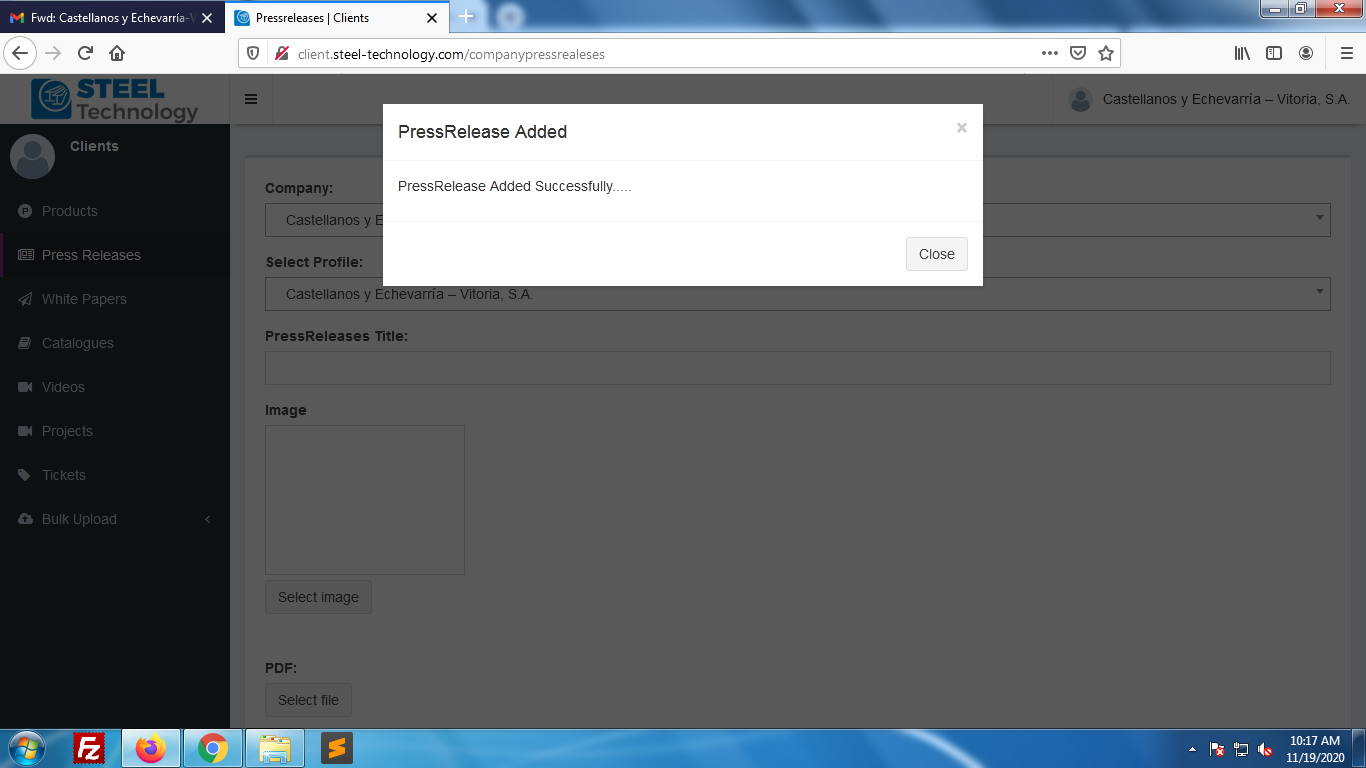 Fwd: Castellanos y Echevarría-V
Pressreleases | Clients
client.steel-technology.com/companypressrealeses
STEEL
Technology
Castellanos y Echevarría – Vitoria, S.A.
Clients
Products
Press Releases
White Papers
Catalogues
Videos
Projects
Tickets
Bulk Upload
PressRelease Added
×
PressRelease Added Successfully.....
Close
Company:
Castellanos y E
Select Profile:
Castellanos y Echevarría – Vitoria, S.A.
PressReleases Title:
Image
Select image
PDF:
Select file
Fz
10:17 AM
11/19/2020